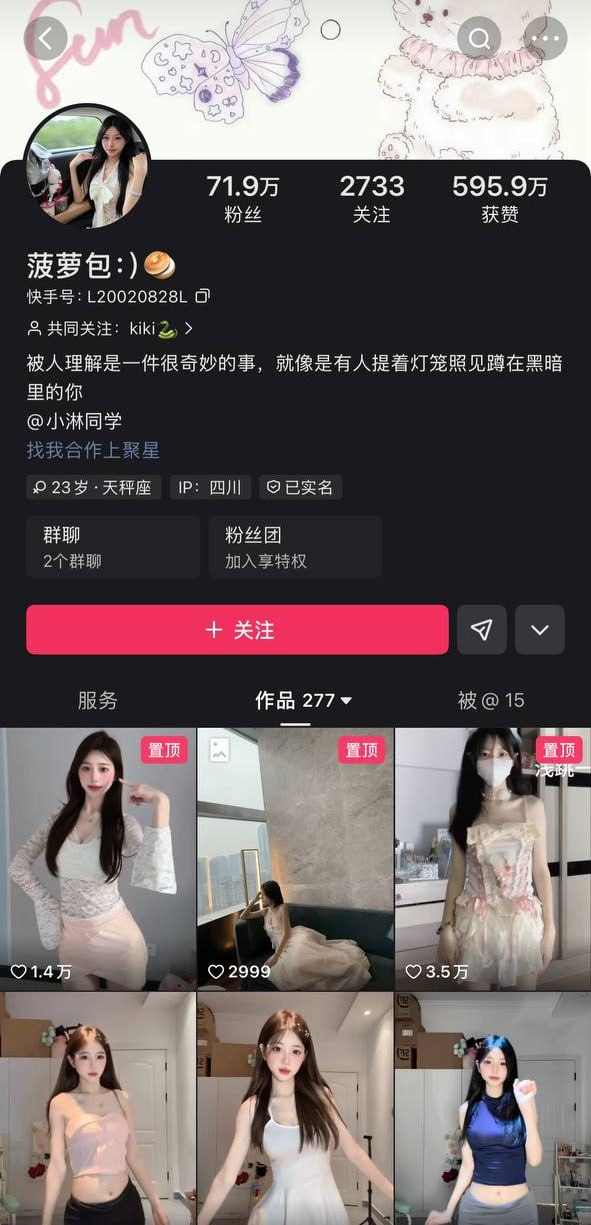 Sun
71.9万
粉丝
2733
关注
595.9万
获赞
菠萝包:)
快手号: L20020828L
共同关注: kiki
被人理解是一件很奇妙的事，就像是有人提着灯笼照见蹲在黑暗
里的你
@小淋同学
找我合作上聚星
23岁·天秤座
IP: 四川
已实名
群聊
2个群聊
粉丝团
加入享特权
+ 关注
服务
作品 277
被@ 15
置顶
置顶
置顶
浅跳一
1.4万
2999
3.5万